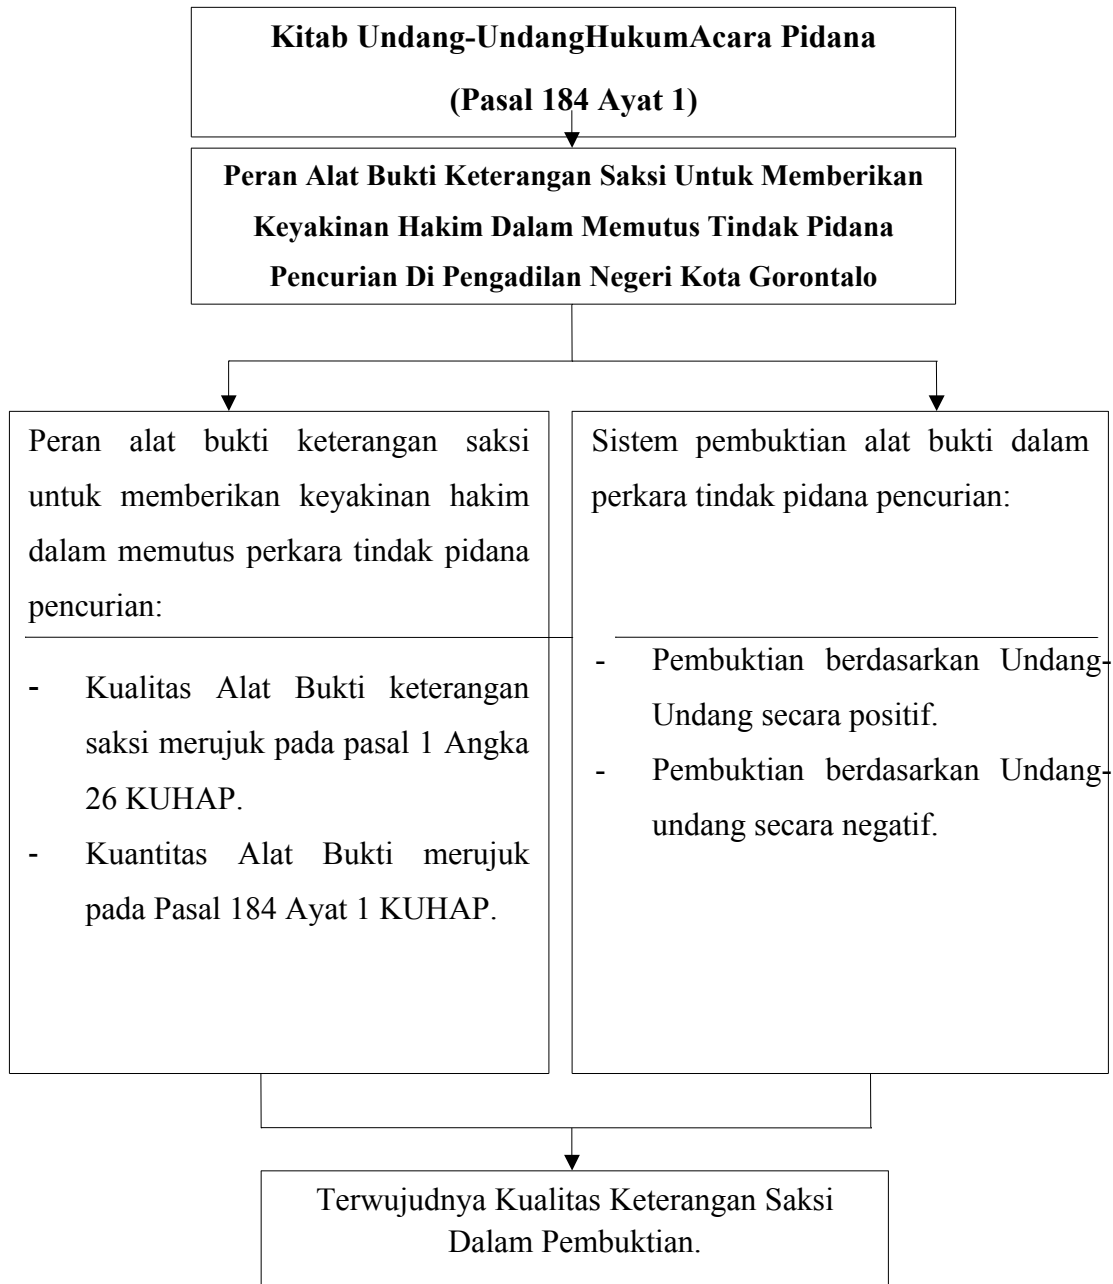 Kitab Undang-UndangHukumAcara Pidana
(Pasal 184 Ayat 1)
Peran Alat Bukti Keterangan Saksi Untuk Memberikan
Keyakinan Hakim Dalam Memutus Tindak Pidana
Pencurian Di Pengadilan Negeri Kota Gorontalo
Peran alat bukti keterangan saksi
untuk memberikan keyakinan hakim
dalam memutus perkara tindak pidana
pencurian:
- Kualitas Alat Bukti keterangan
saksi merujuk pada pasal 1 Angka
26 KUHAP.
- Kuantitas Alat Bukti merujuk
pada Pasal 184 Ayat 1 KUHAP.
Sistem pembuktian alat bukti dalam
perkara tindak pidana pencurian:
- Pembuktian berdasarkan Undang-
Undang secara positif.
- Pembuktian berdasarkan Undang-
undang secara negatif.
Terwujudnya Kualitas Keterangan Saksi
Dalam Pembuktian.